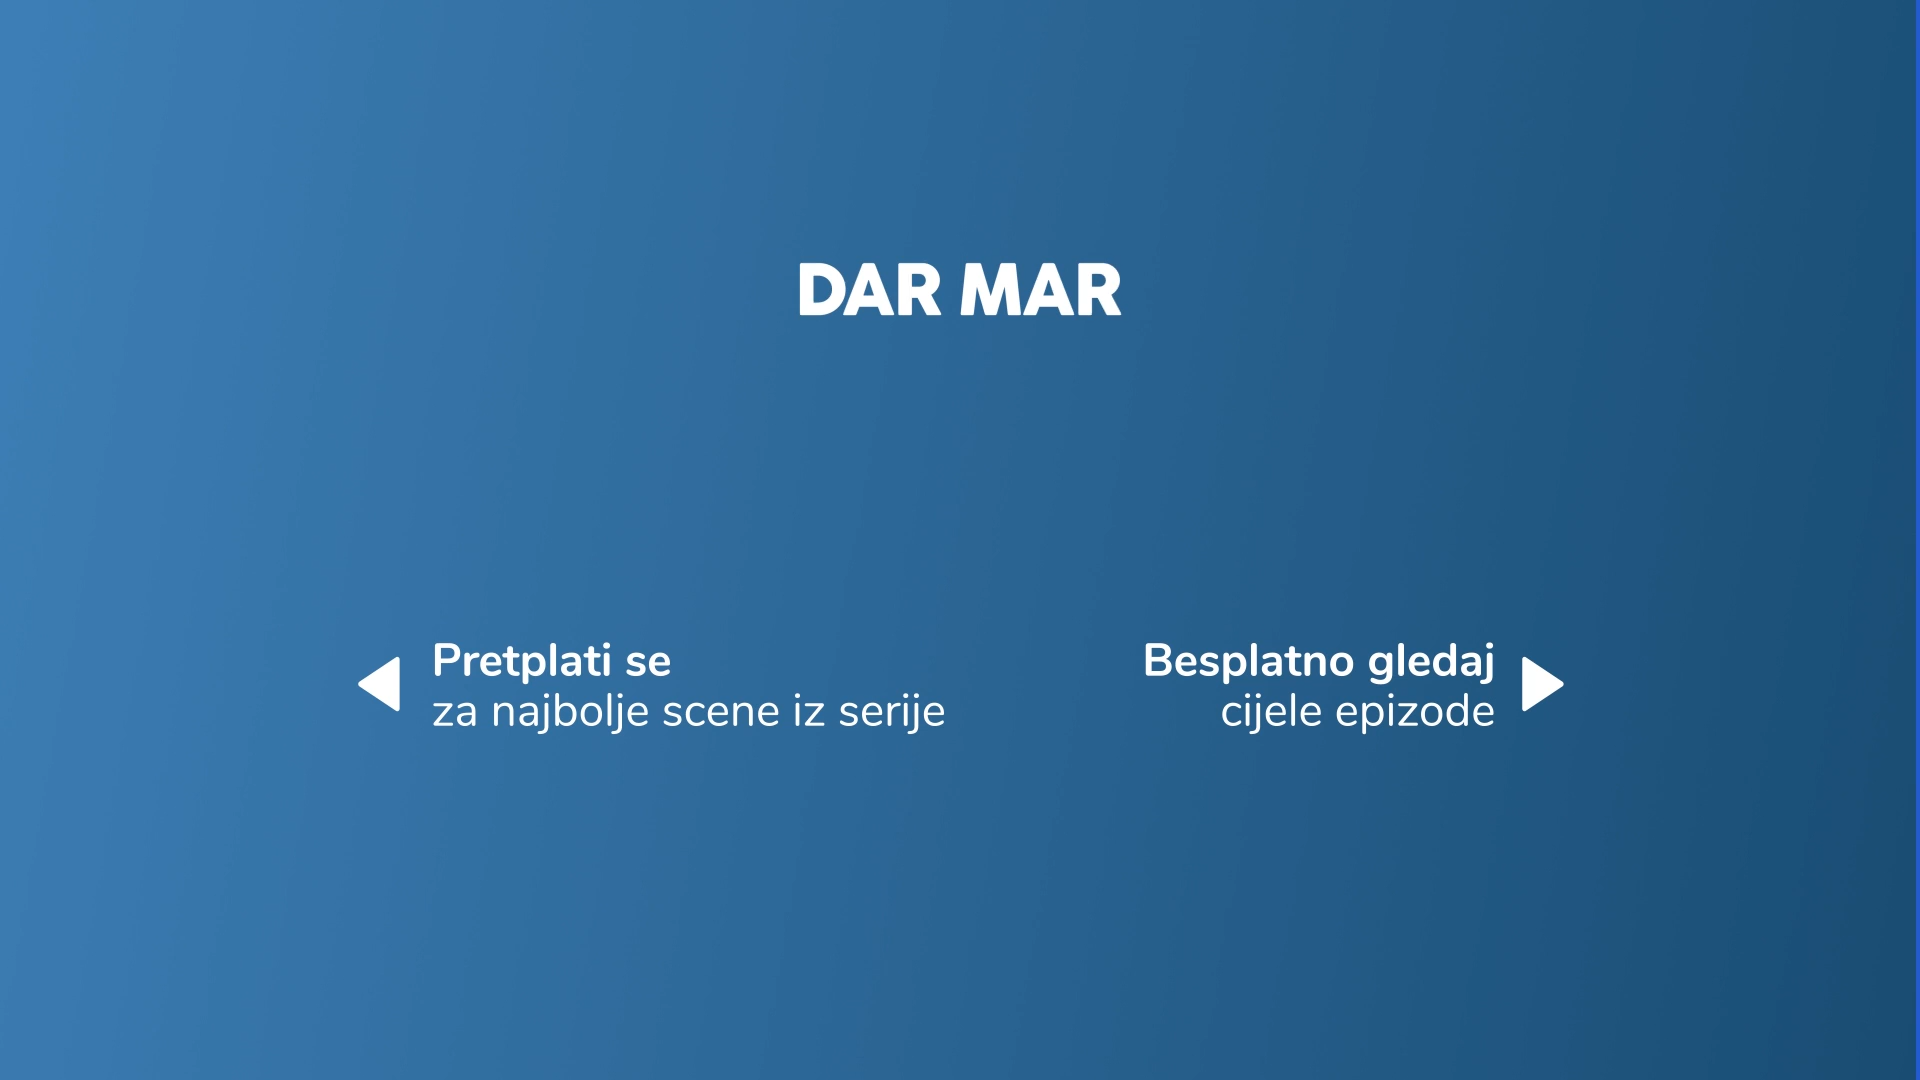 DAR MAR
Pretplati se
za najbolje scene iz serije
Besplatno gledaj
cijele epizode